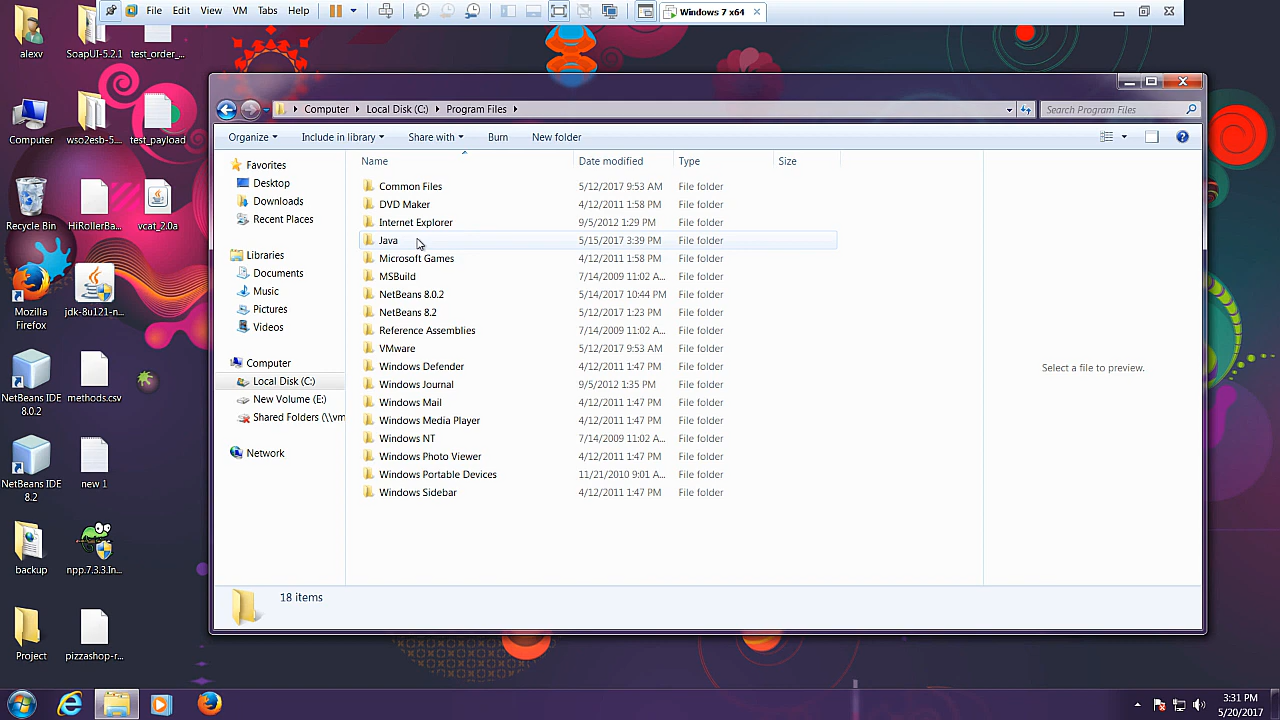 File Edit View VM Tabs Help
Windows 7 x64
alexv
SoapUI-5.2.1
test_order_...
Computer
wso2esb-5....
test_payload
Recycle Bin
HiRollerBa...
vcat_2.0a
Mozilla
Firefox
jdk-8u121-n...
NetBeans IDE
8.0.2
methods.csv
NetBeans IDE
8.2
new 1
backup
npp.7.3.3.In...
Project
pizzashop-r...
Computer Local Disk (C:) Program Files
Search Program Files
Organize Include in library Share with Burn New folder
Favorites
Desktop
Downloads
Recent Places
Libraries
Documents
Music
Pictures
Videos
Computer
Local Disk (C:)
New Volume (E:)
Shared Folders (\\vm
Network
Name Date modified Type Size
Common Files 5/12/2017 9:53 AM File folder
DVD Maker 4/12/2011 1:58 PM File folder
Internet Explorer 9/5/2012 1:29 PM File folder
Java 5/15/2017 3:39 PM File folder
Microsoft Games 4/12/2011 1:58 PM File folder
MSBuild 7/14/2009 11:02 A... File folder
NetBeans 8.0.2 5/14/2017 10:44 PM File folder
NetBeans 8.2 5/12/2017 1:23 PM File folder
Reference Assemblies 7/14/2009 11:02 A... File folder
VMware 5/12/2017 9:53 AM File folder
Windows Defender 4/12/2011 1:47 PM File folder
Windows Journal 9/5/2012 1:35 PM File folder
Windows Mail 4/12/2011 1:47 PM File folder
Windows Media Player 4/12/2011 1:47 PM File folder
Windows NT 7/14/2009 11:02 A... File folder
Windows Photo Viewer 4/12/2011 1:47 PM File folder
Windows Portable Devices 11/21/2010 9:01 A... File folder
Windows Sidebar 4/12/2011 1:47 PM File folder
Select a file to preview.
18 items
3:31 PM
5/20/2017